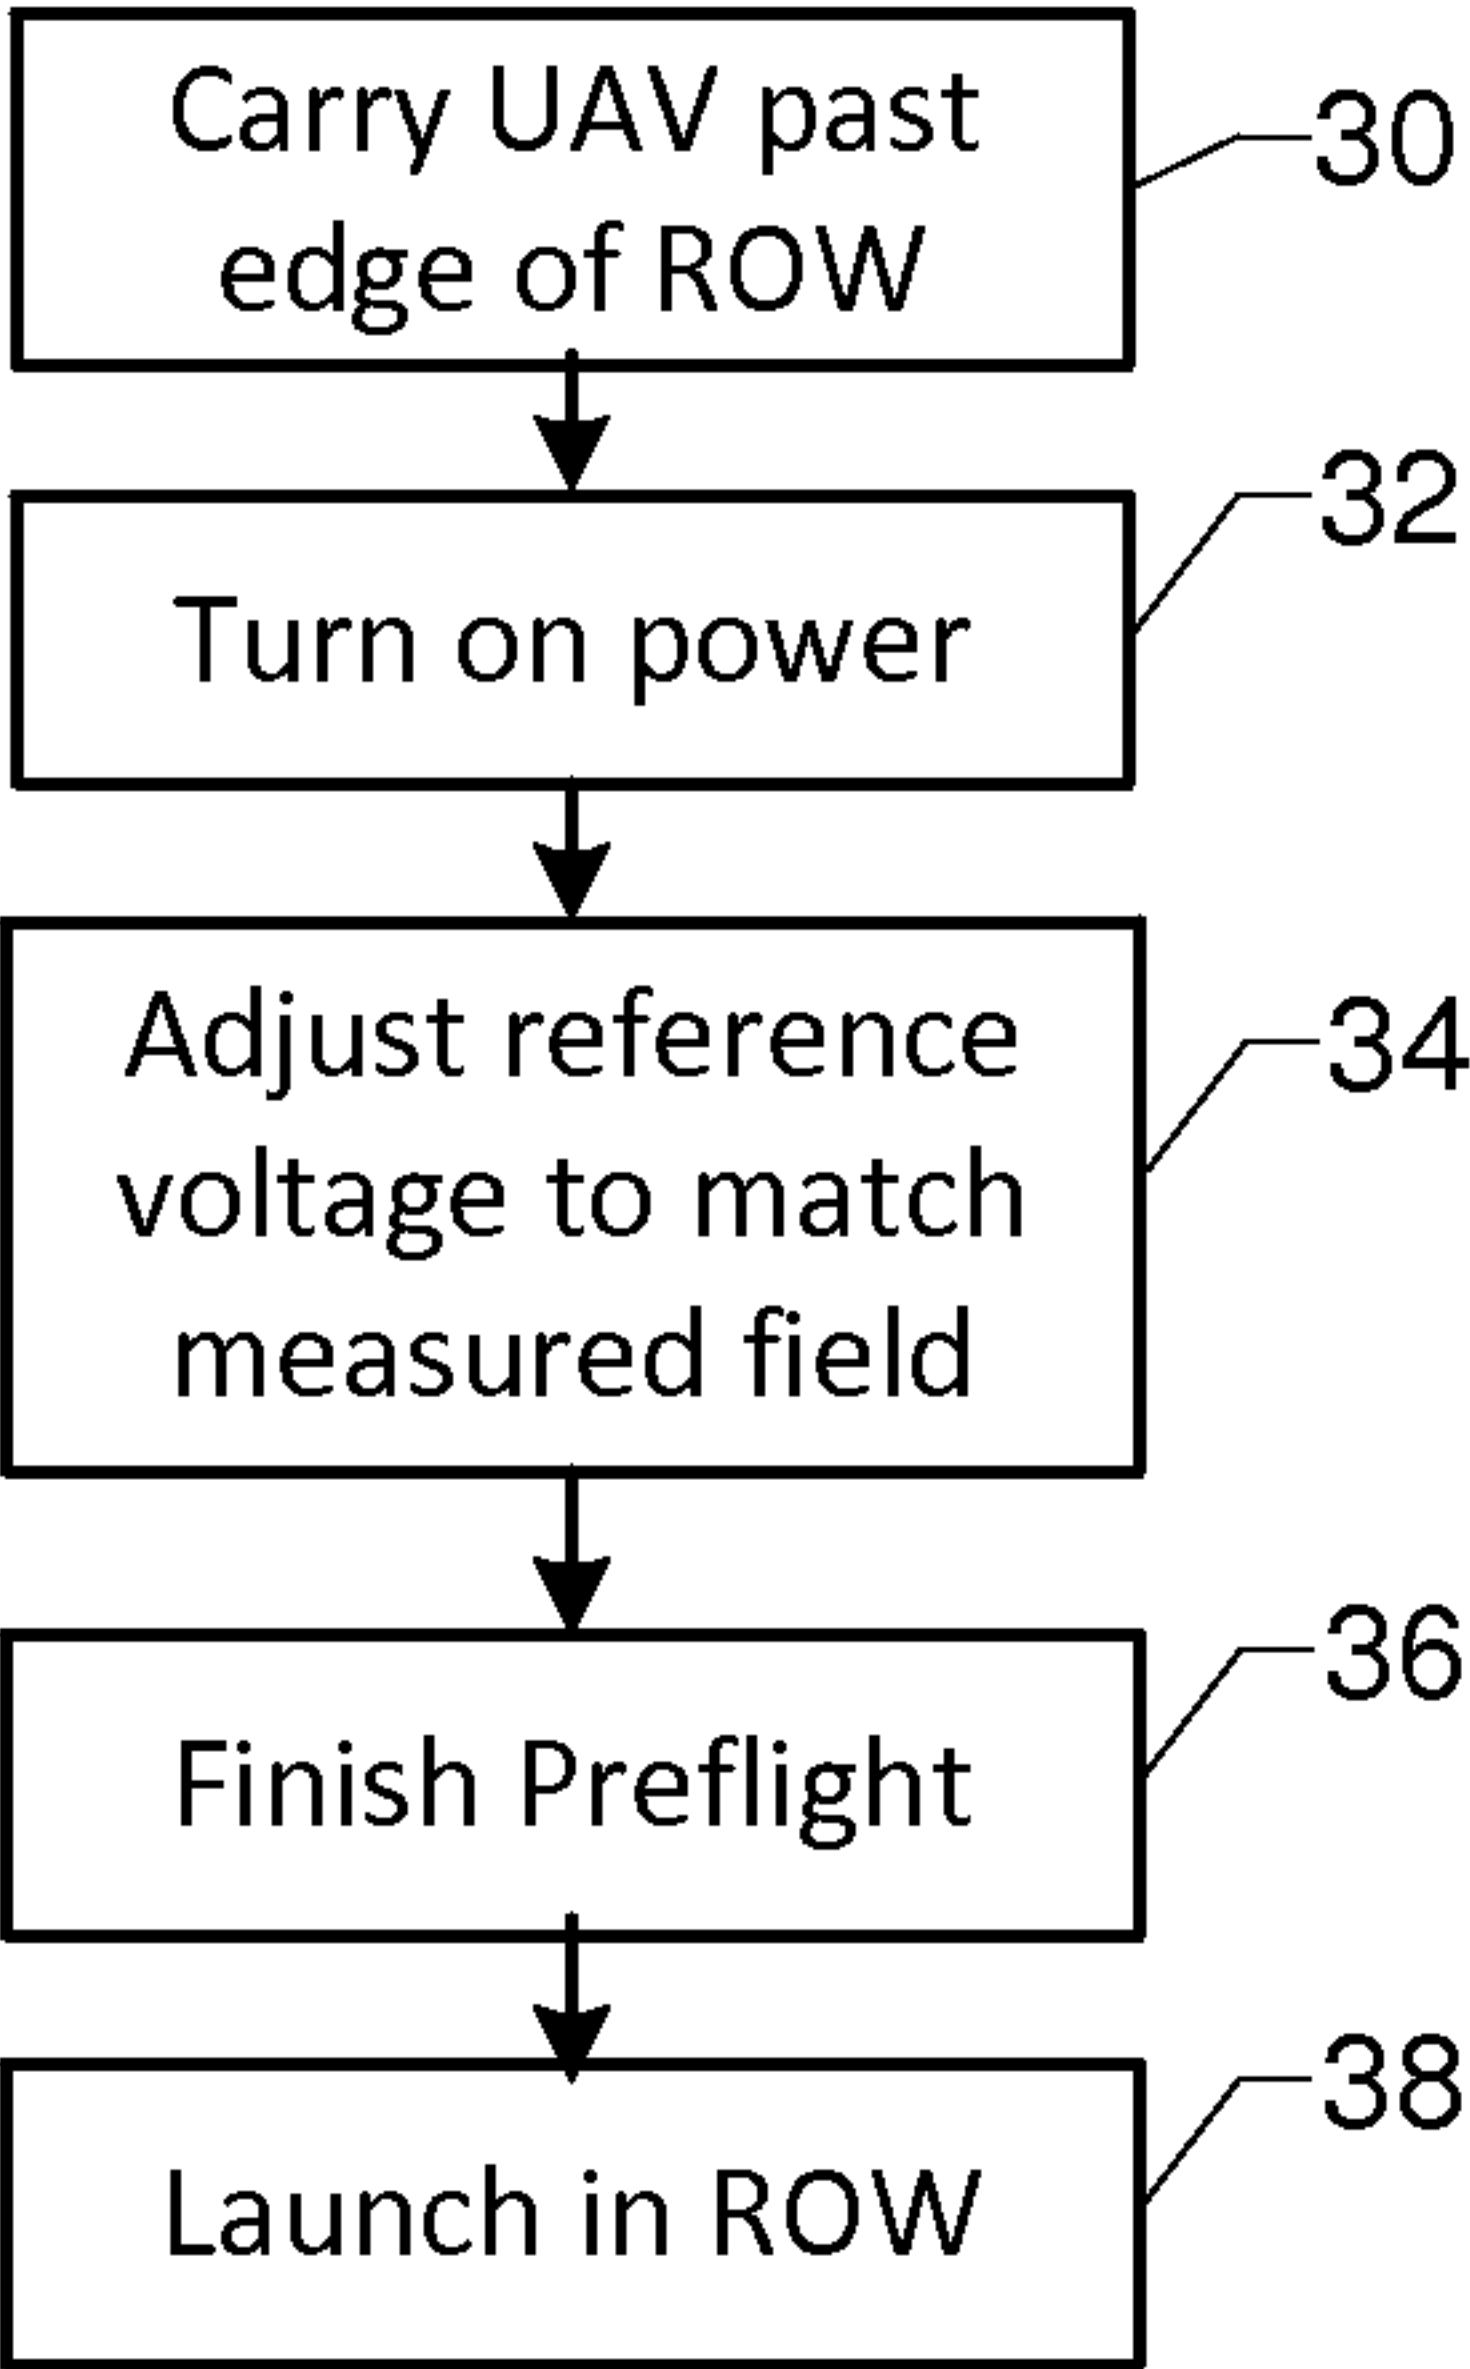 Carry UAV past
edge of ROW
30
Turn on power
32
Adjust reference
voltage to match
measured field
34
Finish Preflight
36
Launch in ROW
38